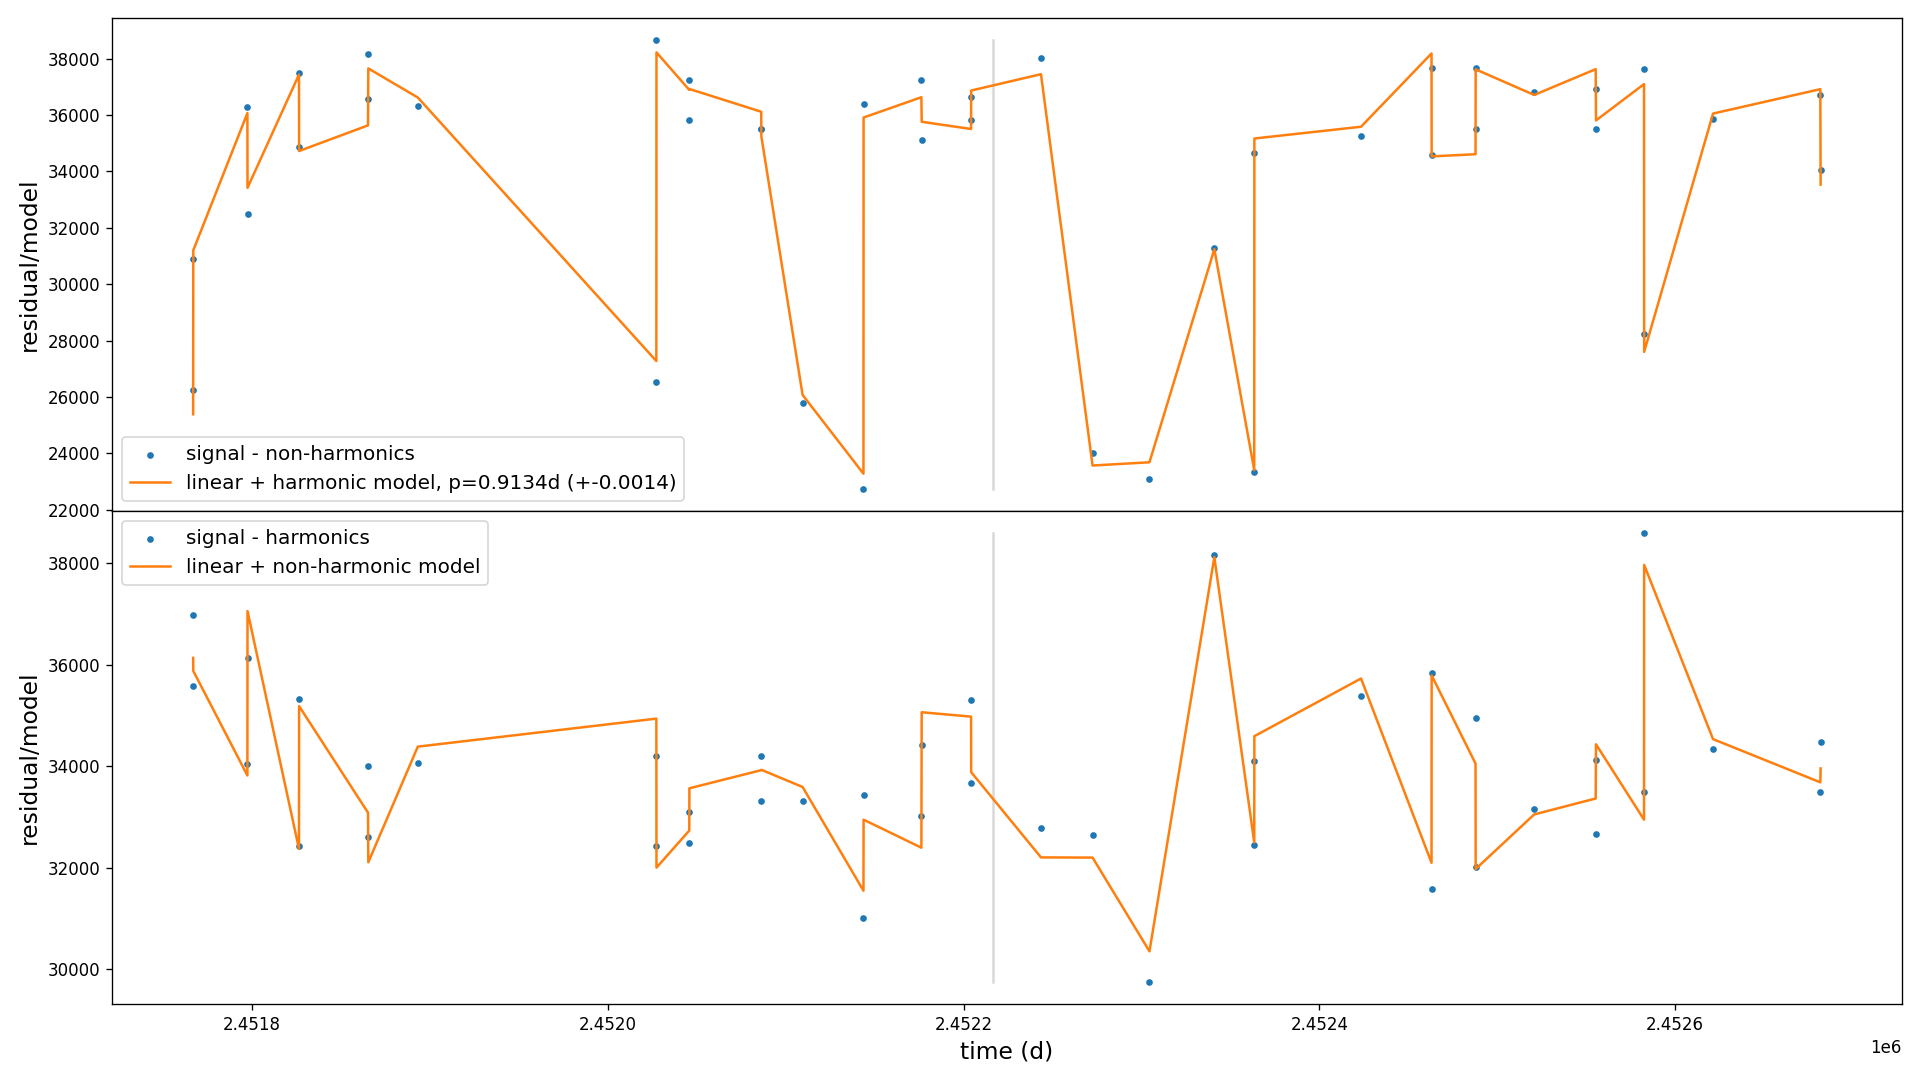 38000
36000
34000
32000
30000
28000
26000
24000
22000
residual/model
signal - non-harmonics
linear + harmonic model, p=0.9134d (+-0.0014)
signal - harmonics
linear + non-harmonic model
38000
36000
34000
32000
30000
residual/model
2.4518
2.4520
2.4522
2.4524
2.4526
time (d)
1e6